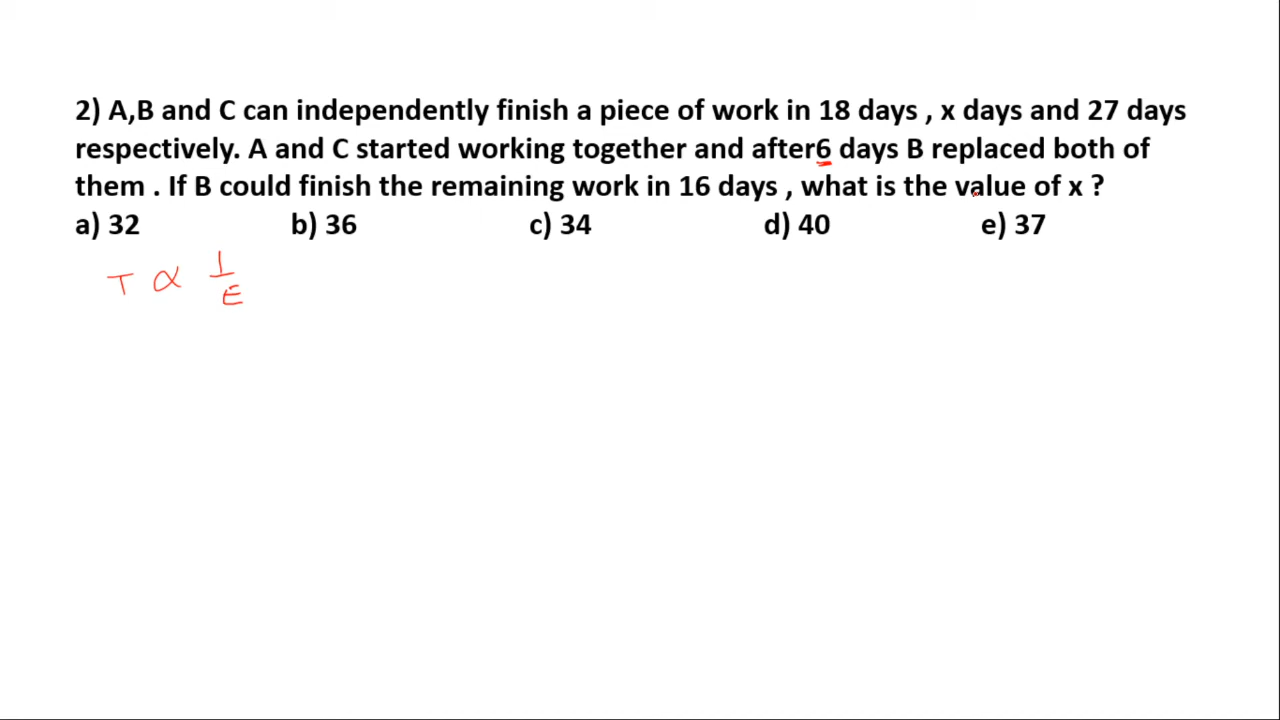 2) A,B and C can independently finish a piece of work in 18 days , x days and 27 days
respectively. A and C started working together and after6 days B replaced both of
them . If B could finish the remaining work in 16 days , what is the value of x ?
a) 32 b) 36 c) 34 d) 40 e) 37
T ∝ 1/E